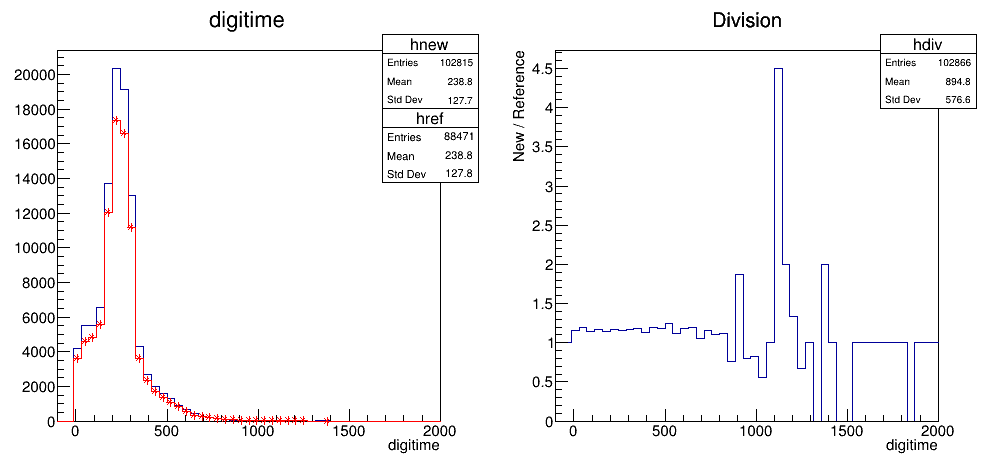 digitime
hnew
Entries 102815
Mean 238.8
Std Dev 127.7
href
Entries 88471
Mean 238.8
Std Dev 127.8
20000
18000
16000
14000
12000
10000
8000
6000
4000
2000
0
0 500 1000 1500 2000
digitime
Division
hdiv
Entries 102866
Mean 894.8
Std Dev 576.6
New / Reference
4.5
4
3.5
3
2.5
2
1.5
1
0.5
0
0 500 1000 1500 2000
digitime